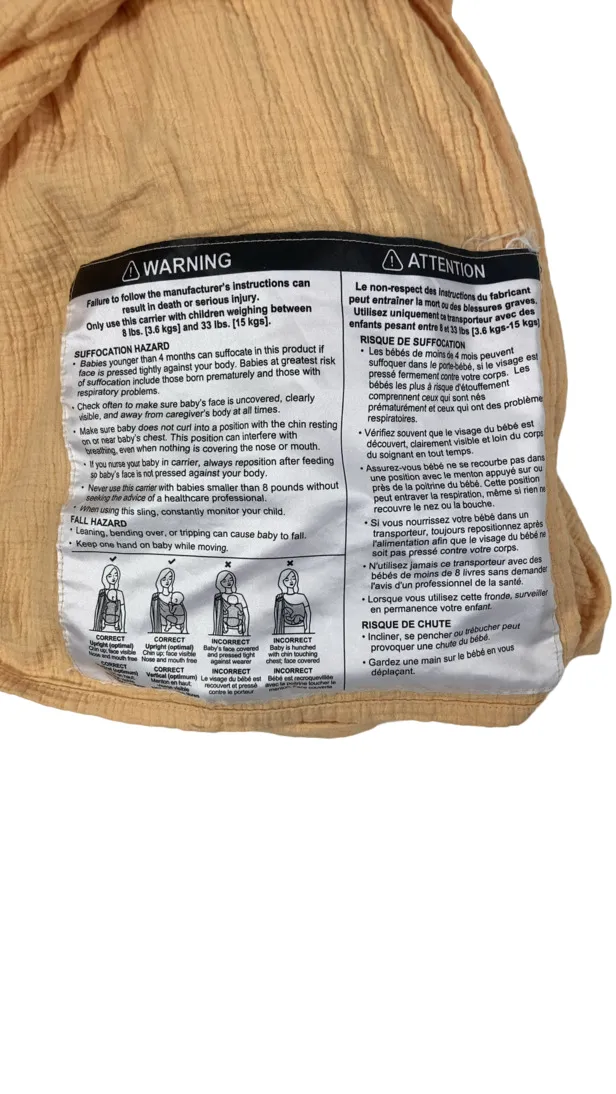 WARNING
Failure to follow the manufacturer's instructions can
result in death or serious injury.
Only use this carrier with children weighing between
8 lbs. [3.6 kgs] and 33 lbs. [15 kgs].
SUFFOCATION HAZARD
• Babies younger than 4 months can suffocate in this product if
face is pressed tightly against your body. Babies at greatest risk
of suffocation include those born prematurely and those with
respiratory problems.
• Check often to make sure baby's face is uncovered, clearly
visible, and away from caregiver's body at all times.
• Make sure baby does not curl into a position with the chin resting
on or near baby's chest. This position can interfere with
breathing, even when nothing is covering the nose or mouth.
• If you nurse your baby in carrier, always reposition after feeding
so baby's face is not pressed against your body.
• Never use this carrier with babies smaller than 8 pounds without
seeking the advice of a healthcare professional.
• When using this sling, constantly monitor your child.
FALL HAZARD
• Leaning, bending over, or tripping can cause baby to fall.
• Keep one hand on baby while moving.
CORRECT
Upright (optimal)
Chin up; face visible
Nose and mouth free
CORRECT
Upright (optimal)
Chin up; face visible
Nose and mouth free
INCORRECT
Baby's face covered
and pressed tight
against wearer
INCORRECT
Baby is hunched
with chin touching
chest; face covered
CORRECT
CORRECT
Vertical (optimum)
Menton en haut
INCORRECT
Le visage du bébé est
recouvert et pressé
contre le porteur
INCORRECT
Bébé est recroquevillée
avec le poitrine toucher le
ATTENTION
Le non-respect des instructions du fabricant
peut entraîner la mort ou des blessures graves.
Utilisez uniquement ce transporteur avec des
enfants pesant entre 8 et 33 lbs [3.6 kgs-15 kgs]
RISQUE DE SUFFOCATION
• Les bébés de moins de 4 mois peuvent
suffoquer dans le porte-bébé, si le visage est
pressé fermement contre votre corps. Les
bébés les plus à risque d'étouffement
comprennent ceux qui sont nés
prématurément et ceux qui ont des problème
respiratoires.
• Vérifiez souvent que le visage du bébé est
découvert, clairement visible et loin du corps
du soignant en tout temps.
• Assurez-vous bébé ne se recourbe pas dans
une position avec le menton appuyé sur ou
près de la poitrine du bébé. Cette position
peut entraver la respiration, même si rien ne
recouvre le nez ou la bouche.
• Si vous nourrissez votre bébé dans un
transporteur, toujours repositionnez après
l'alimentation afin que le visage du bébé ne
soit pas pressé contre votre corps.
• N'utilisez jamais ce transporteur avec des
bébés de moins de 8 livres sans demander
l'avis d'un professionnel de la santé.
• Lorsque vous utilisez cette fronde, surveiller
en permanence votre enfant.
RISQUE DE CHUTE
• Incliner, se pencher ou trébucher peut
provoquer une chute du bébé.
• Gardez une main sur le bébé en vous
déplaçant.